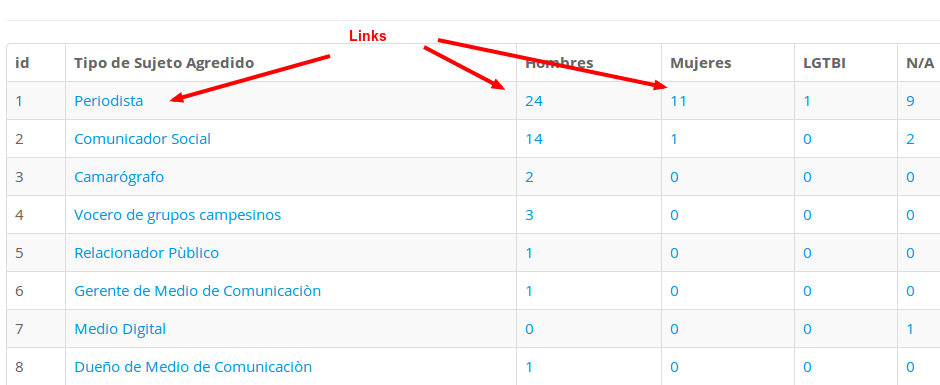 Links
id Tipo de Sujeto Agredido Hombres Mujeres LGTBI N/A
1 Periodista 24 11 1 9
2 Comunicador Social 14 1 0 2
3 Camarógrafo 2 0 0 0
4 Vocero de grupos campesinos 3 0 0 0
5 Relacionador Pùblico 1 0 0 0
6 Gerente de Medio de Comunicaciòn 1 0 0 0
7 Medio Digital 0 0 0 1
8 Dueño de Medio de Comunicaciòn 1 0 0 0